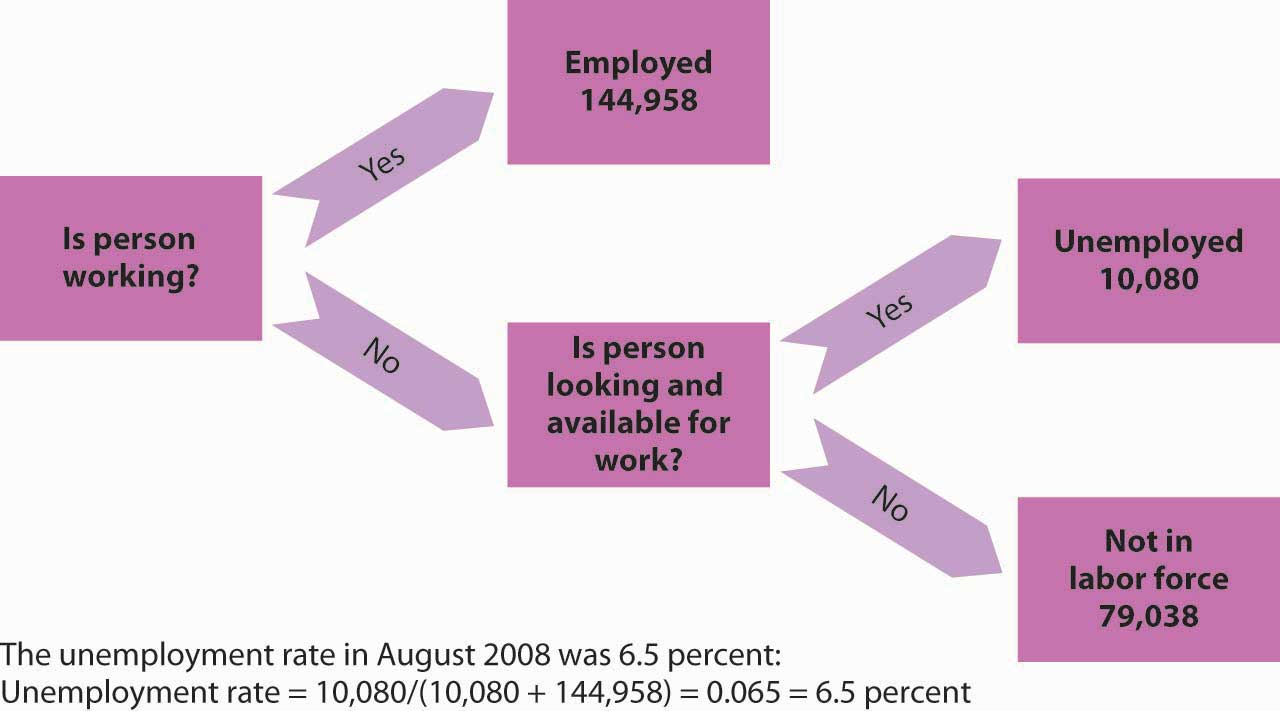 Is person
working?
Yes
Employed
144,958
No
Is person
looking and
available for
work?
Yes
Unemployed
10,080
No
Not in
labor force
79,038
The unemployment rate in August 2008 was 6.5 percent:
Unemployment rate = 10,080/(10,080 + 144,958) = 0.065 = 6.5 percent